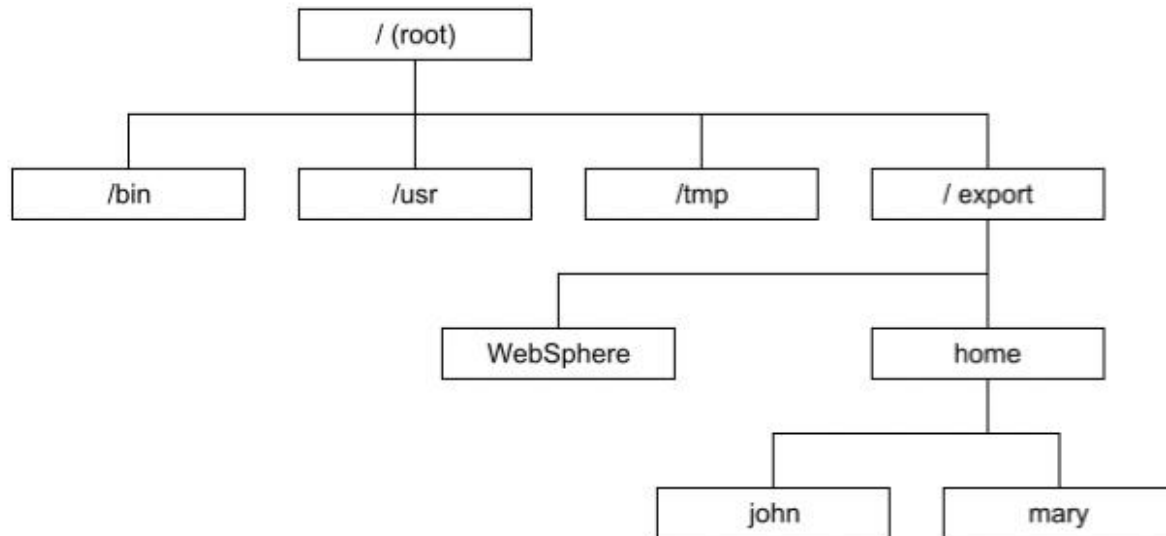 / (root)
/bin
/usr
/tmp
/ export
WebSphere
home
john
mary